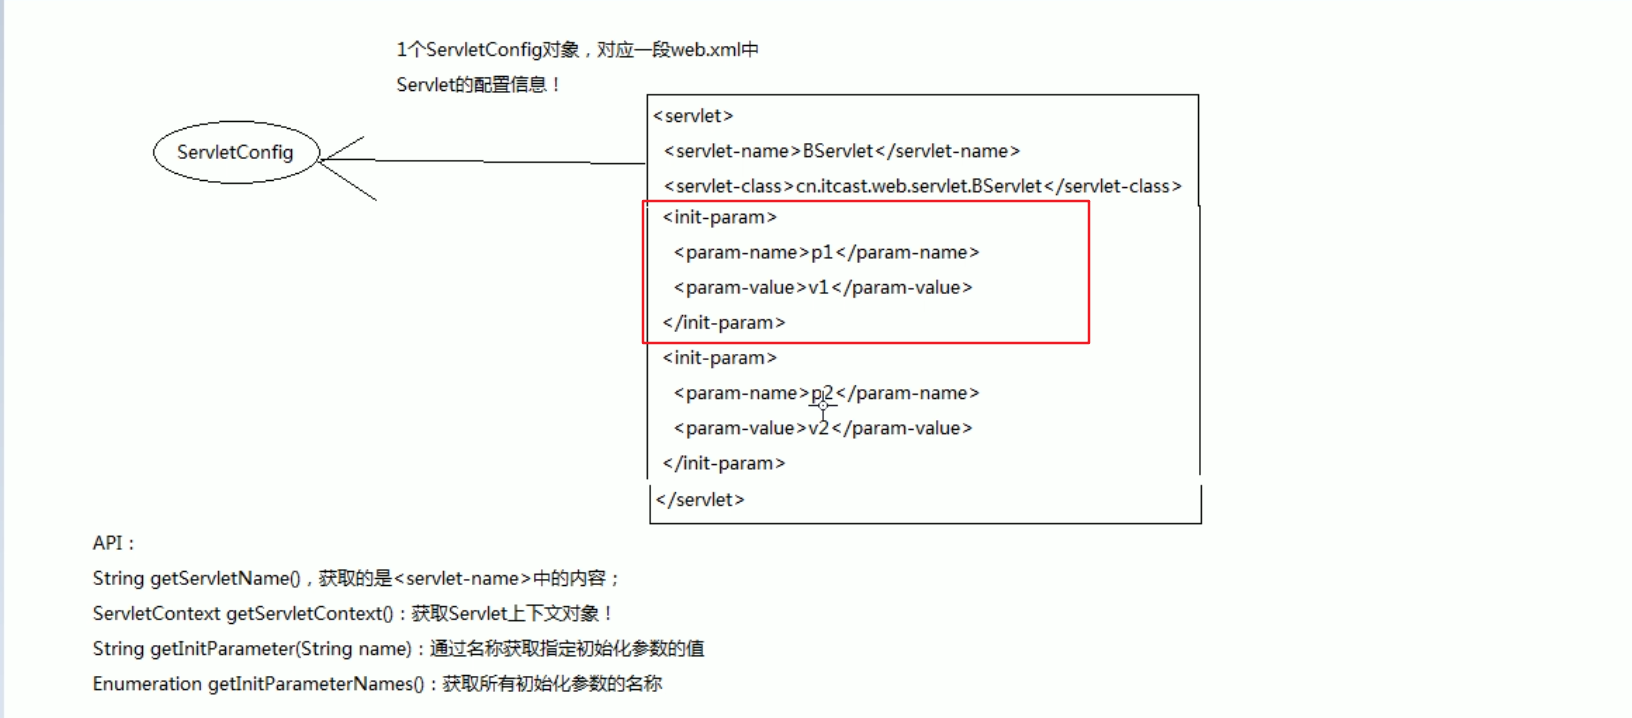 1个ServletConfig对象，对应一段web.xml中
Servlet的配置信息！
ServletConfig
<servlet>
<servlet-name>BServlet</servlet-name>
<servlet-class>cn.itcast.web.servlet.BServlet</servlet-class>
<init-param>
<param-name>p1</param-name>
<param-value>v1</param-value>
</init-param>
<init-param>
<param-name>p2</param-name>
<param-value>v2</param-value>
</init-param>
</servlet>
API：
String getServletName()，获取的是<servlet-name>中的内容；
ServletContext getServletContext()：获取Servlet上下文对象！
String getInitParameter(String name)：通过名称获取指定初始化参数的值
Enumeration getInitParameterNames()：获取所有初始化参数的名称